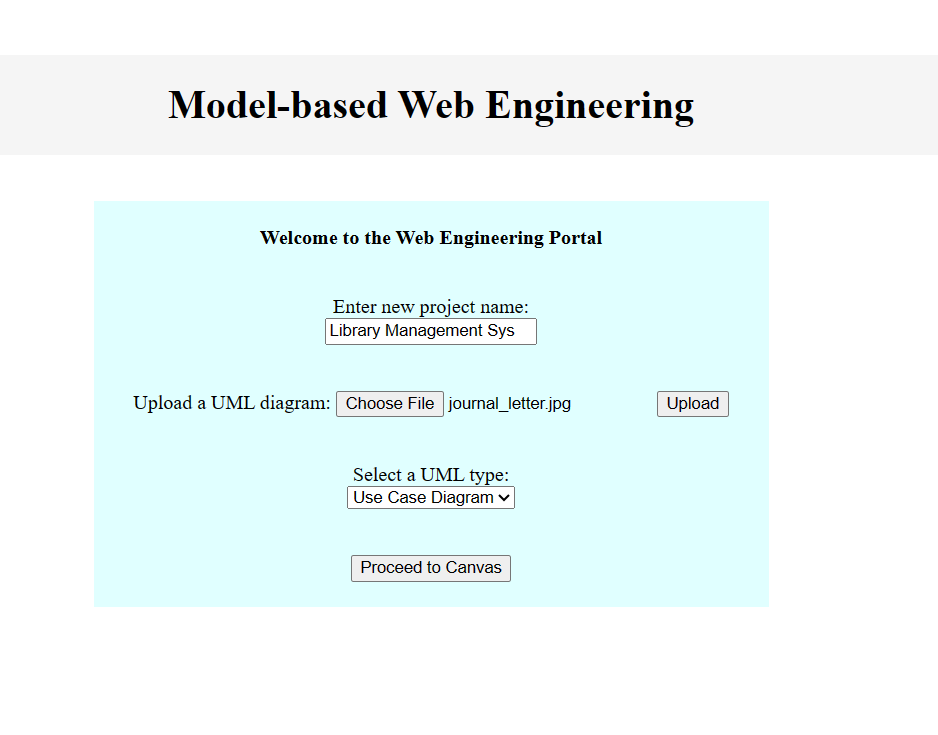 Model-based Web Engineering
Welcome to the Web Engineering Portal
Enter new project name:
Library Management Sys
Upload a UML diagram: Choose File journal_letter.jpg Upload
Select a UML type:
Use Case Diagram
Proceed to Canvas